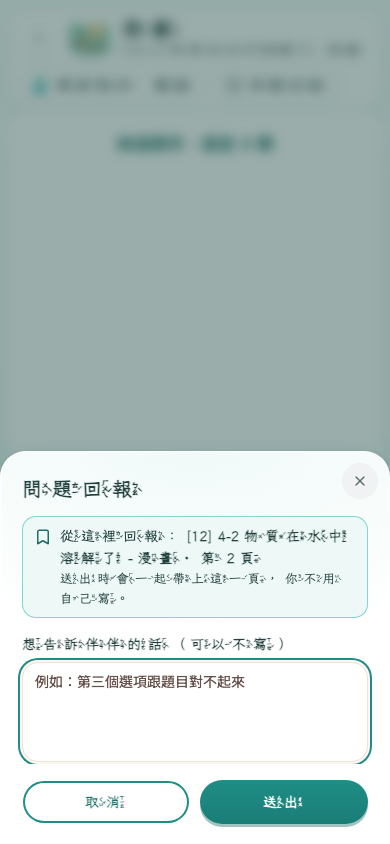 問題回報
從這裡回報： [12] 4-2 物質在水中
溶解了 - 漫畫・ 第 2 頁
送出時會一起帶上這一頁， 你不用
自己寫。
想告訴伴伴的話 （ 可以不寫 ）
例如：第三個選項跟題目對不起來
取消
送出